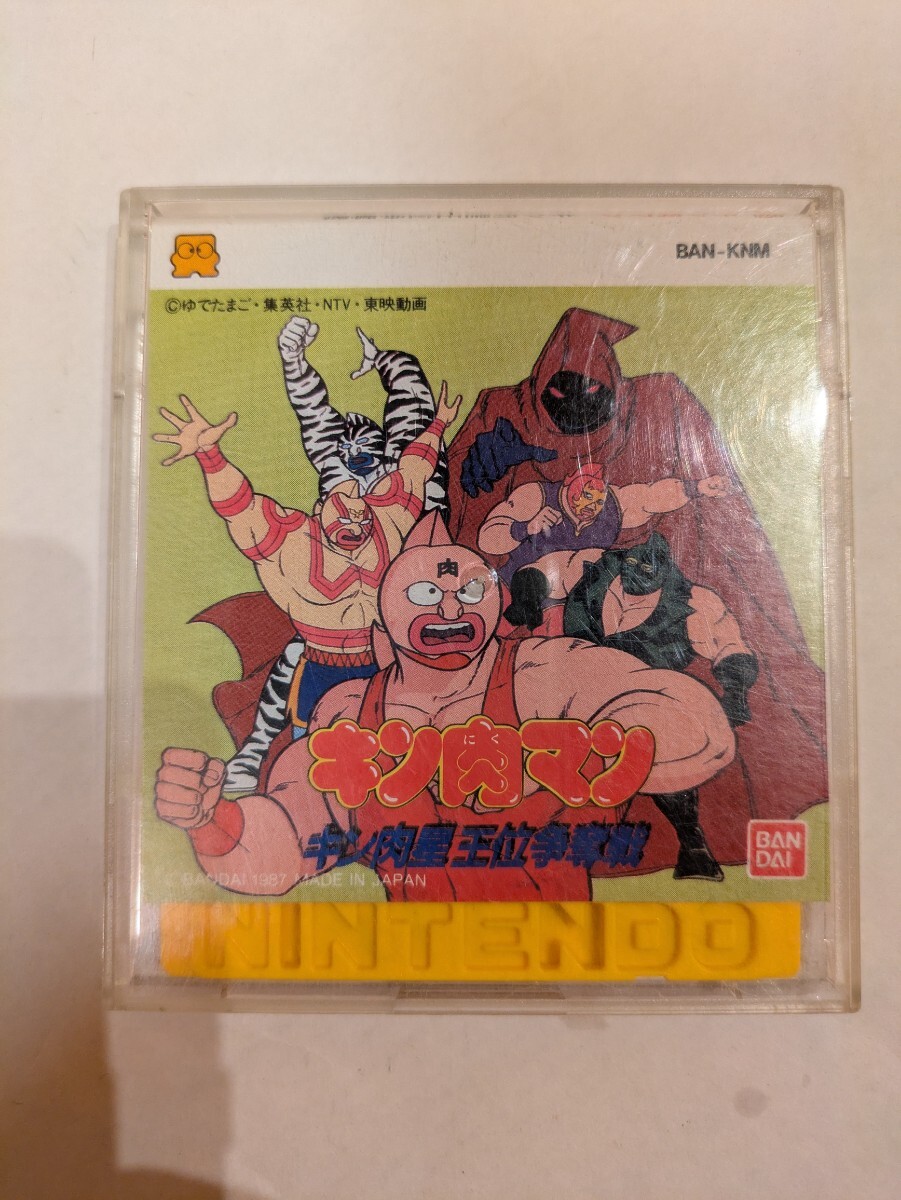 BAN-KNM
©ゆでたまご・集英社・NTV・東映動画
肉
キン肉マン
にく
キン肉星王位争奪戦
BAN
DAI
© BANDAI 1987 MADE IN JAPAN
NINTENDO